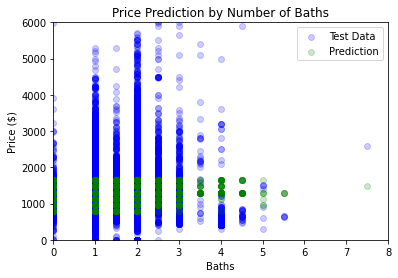 Price Prediction by Number of Baths
6000
5000
4000
3000
2000
1000
0
Price ($)
Test Data
Prediction
0 1 2 3 4 5 6 7 8
Baths